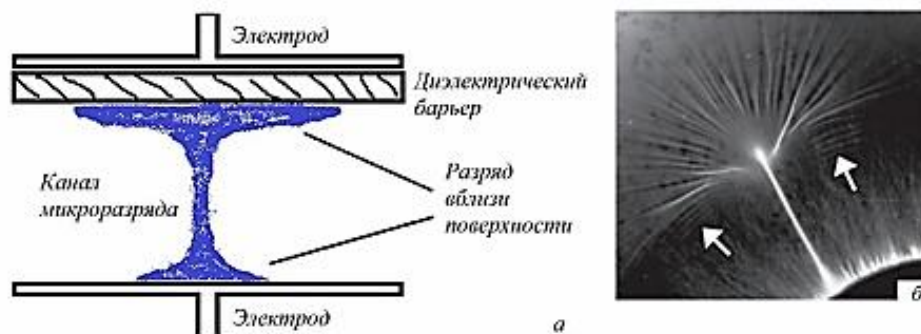 Электрод
Диэлектрический
барьер
Канал
микроразряда
Разряд
вблизи
поверхности
Электрод
а
б